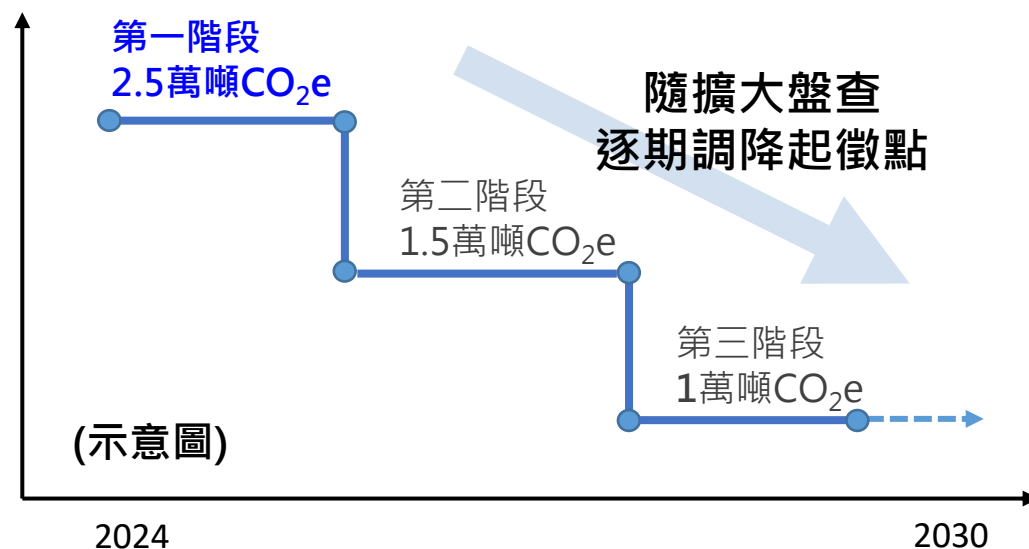 第一階段
2.5萬噸CO₂e
隨擴大盤查
逐期調降起徵點
第二階段
1.5萬噸CO₂e
第三階段
1萬噸CO₂e
(示意圖)
2024
2030